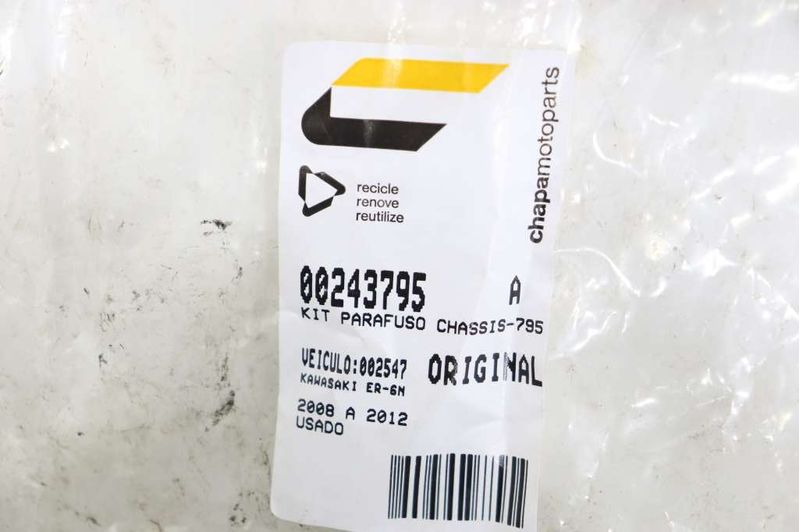 chapamotoparts
recicle
renove
reutilize
00243795 A
KIT PARAFUSO CHASSIS-795
VEICULO:002547 ORIGINAL
KAWASAKI ER-6N
2008 A 2012
USADO